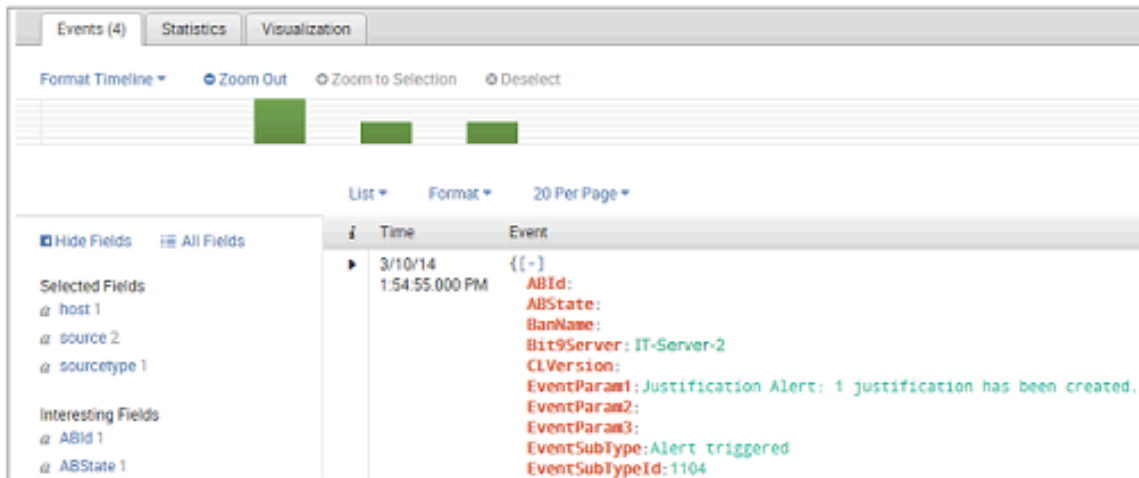 Events (4) Statistics Visualization
Format Timeline Zoom Out Zoom to Selection Deselect
List Format 20 Per Page
Hide Fields All Fields
i Time Event
Selected Fields
a host 1
a source 2
a sourcetype 1
Interesting Fields
a ABId 1
a ABState 1
3/10/14
1:54:55.000 PM
{[-]
ABId:
ABState:
BanName:
Bit9Server: IT-Server-2
CLVersion:
EventParam1:Justification Alert: 1 justification has been created.
EventParam2:
EventParam3:
EventSubType:Alert triggered
EventSubTypeId:1104